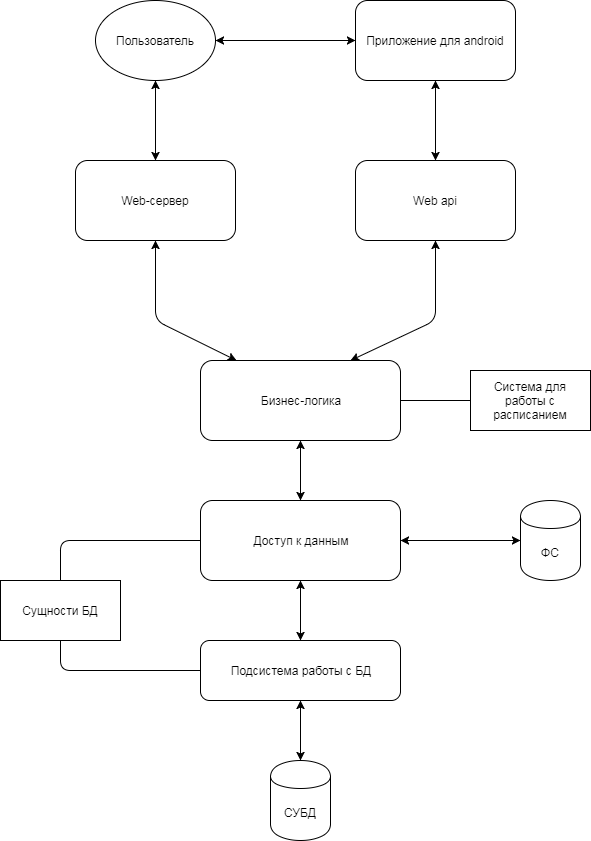 Пользователь
Приложение для android
Web-сервер
Web api
Бизнес-логика
Система для
работы с
расписанием
Доступ к данным
ФС
Сущности БД
Подсистема работы с БД
СУБД